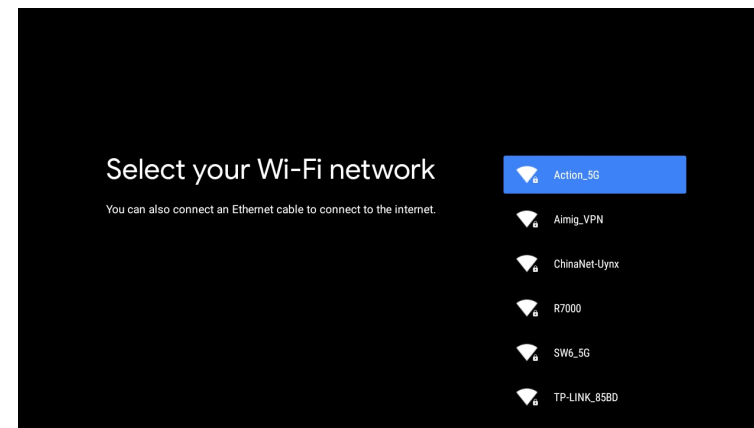 Select your Wi-Fi network
You can also connect an Ethernet cable to connect to the internet.
Action_5G
Aimig_VPN
ChinaNet-Uynx
R7000
SW6_5G
TP-LINK_85BD